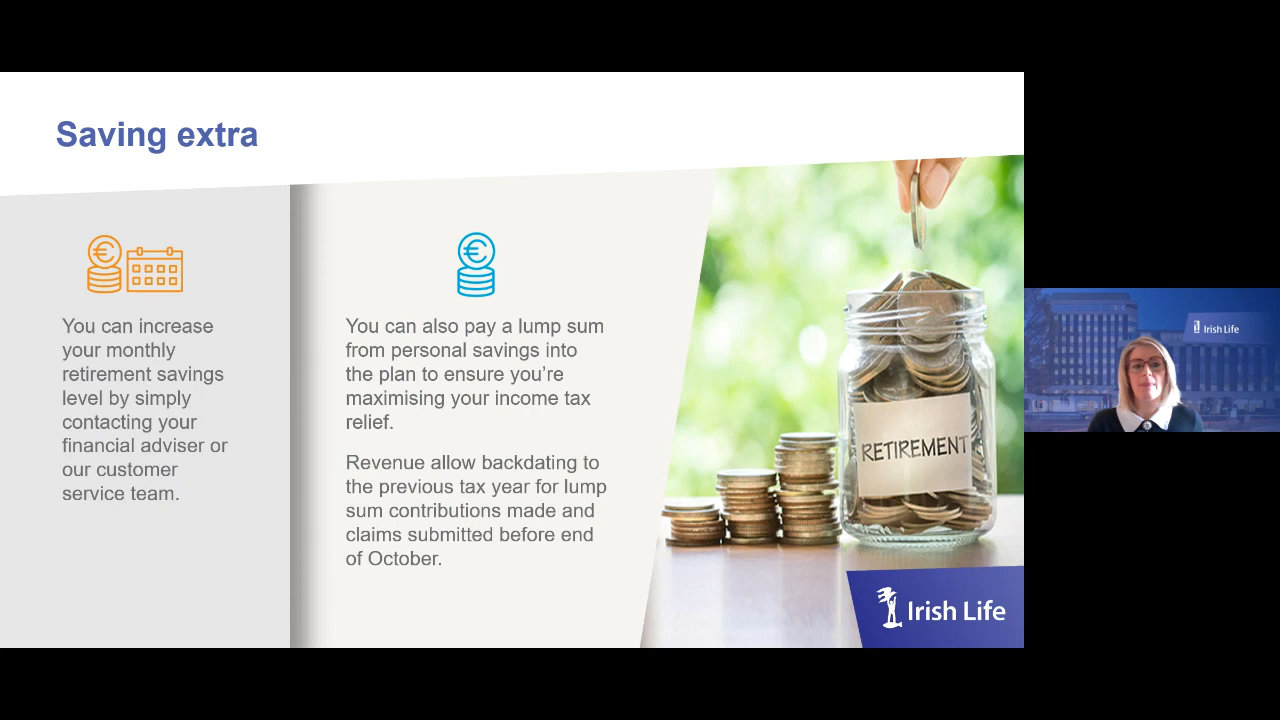 Saving extra
You can increase
your monthly
retirement savings
level by simply
contacting your
financial adviser or
our customer
service team.
You can also pay a lump sum
from personal savings into
the plan to ensure you’re
maximising your income tax
relief.
Revenue allow backdating to
the previous tax year for lump
sum contributions made and
claims submitted before end
of October.
RETIREMENT
Irish Life
Irish Life